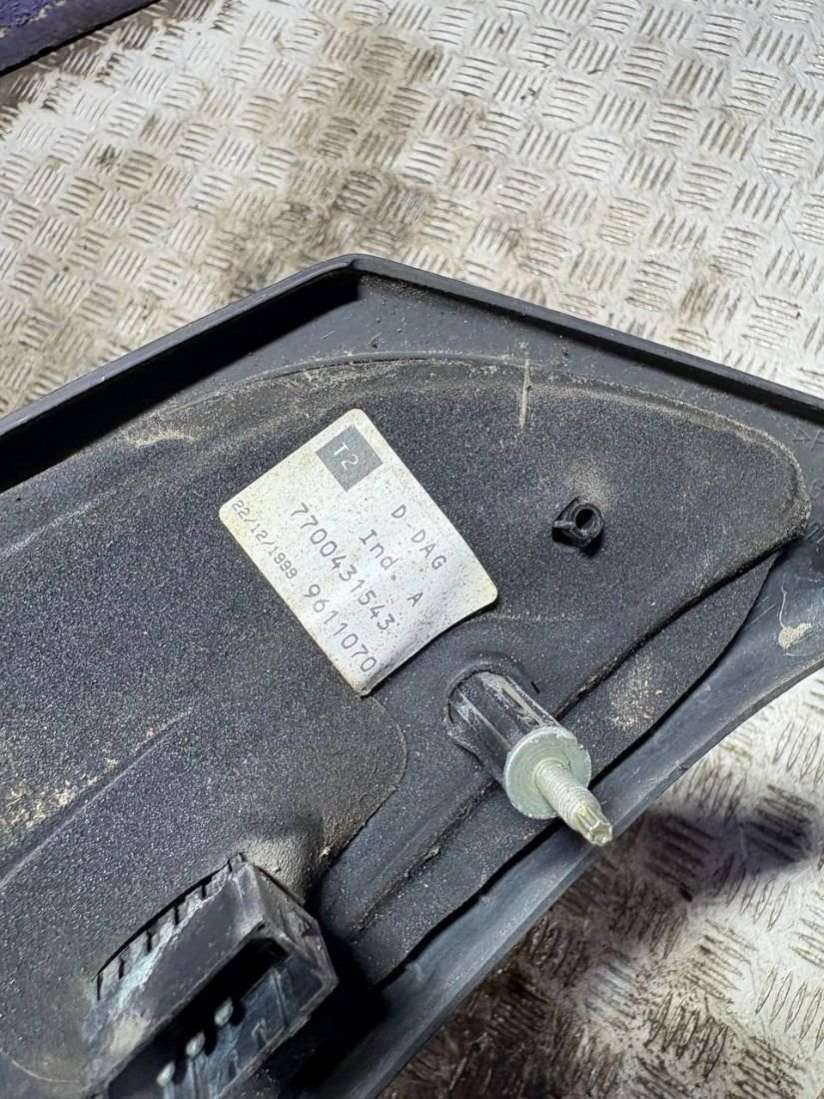 T2
D-DAG
Ind. A
7700431543
22/12/1999 9611070